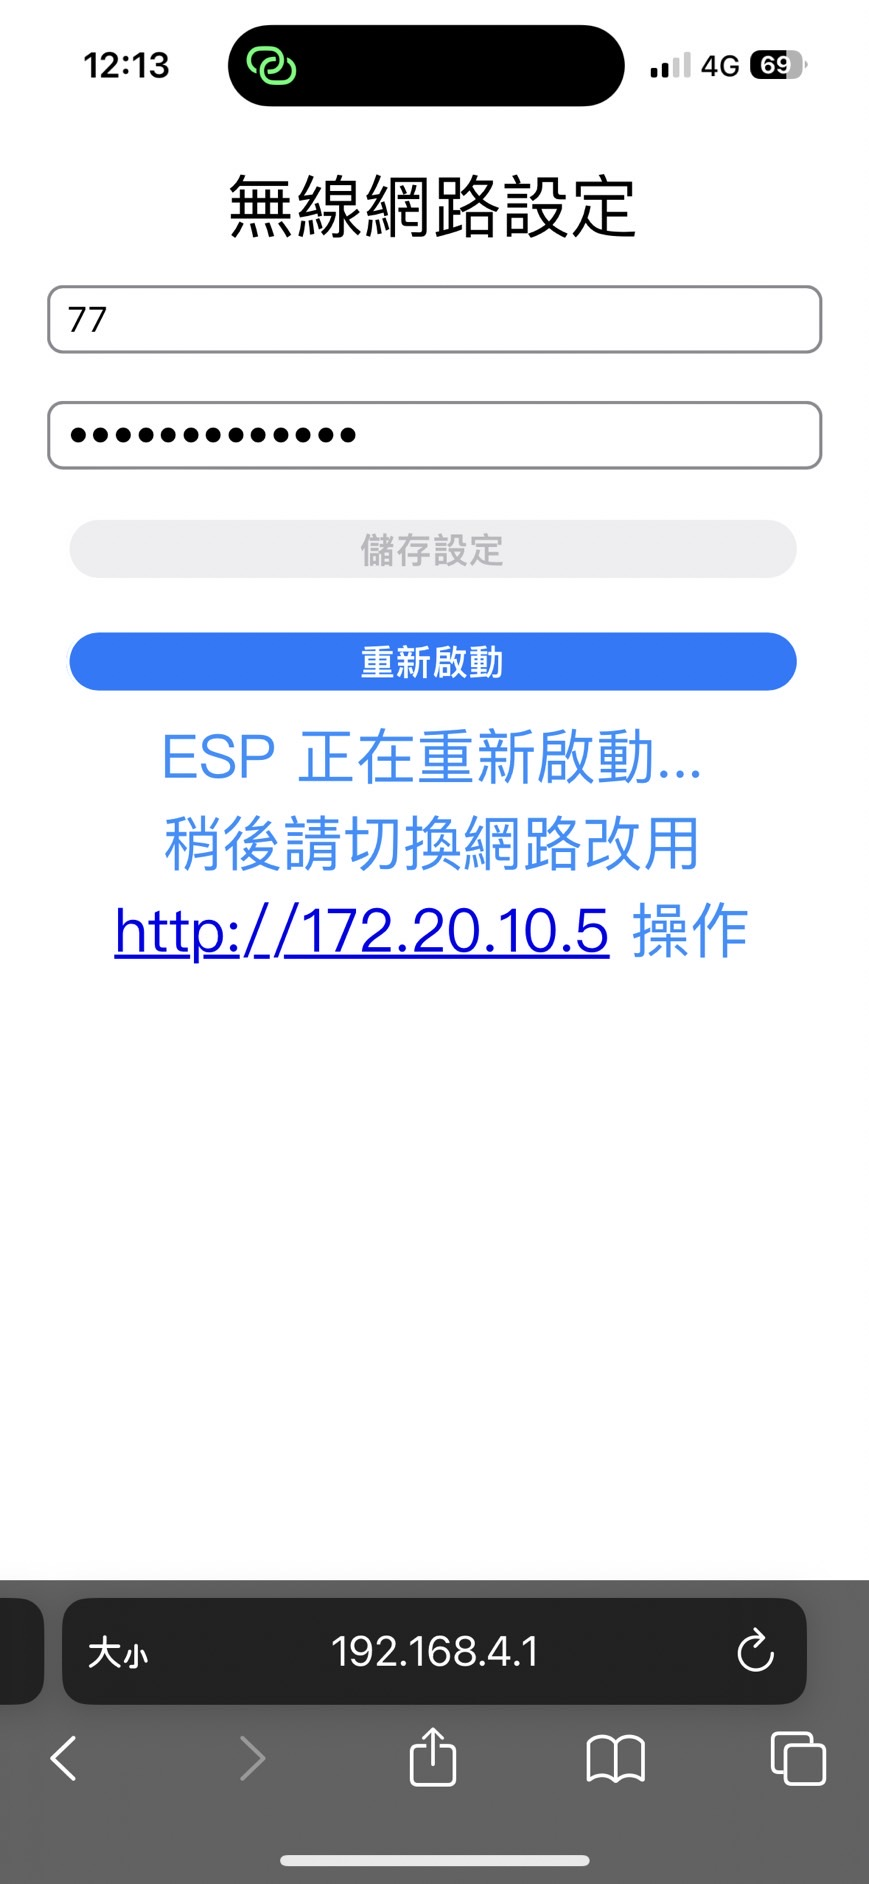 12:13
4G
69
無線網路設定
77
●●●●●●●●●●●●●
儲存設定
重新啟動
ESP 正在重新啟動...
稍後請切換網路改用
http://172.20.10.5 操作
大小
192.168.4.1